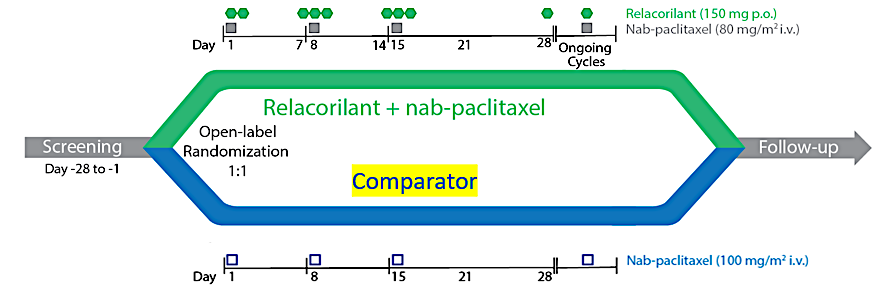 Relacorilant (150 mg p.o.)
Nab-paclitaxel (80 mg/m² i.v.)
Day 1 7 8 14 15 21 28 Ongoing
Cycles
Relacorilant + nab-paclitaxel
Open-label
Randomization
1:1
Screening
Day -28 to -1
Follow-up
Comparator
Nab-paclitaxel (100 mg/m² i.v.)
Day 1 8 15 21 28